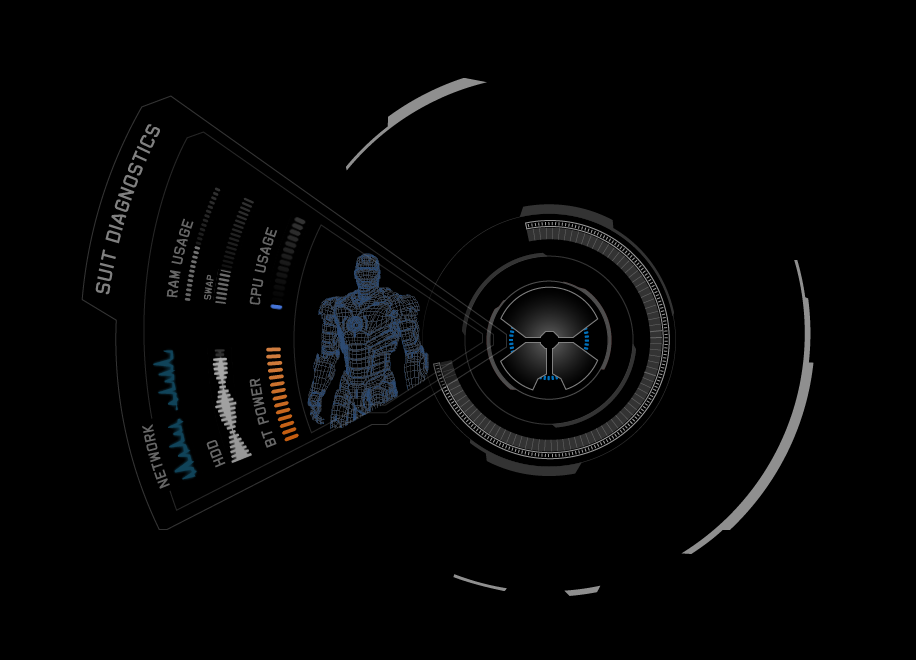 SUIT DIAGNOSTICS
RAM USAGE
SWAP
CPU USAGE
NETWORK
HDD
BT POWER